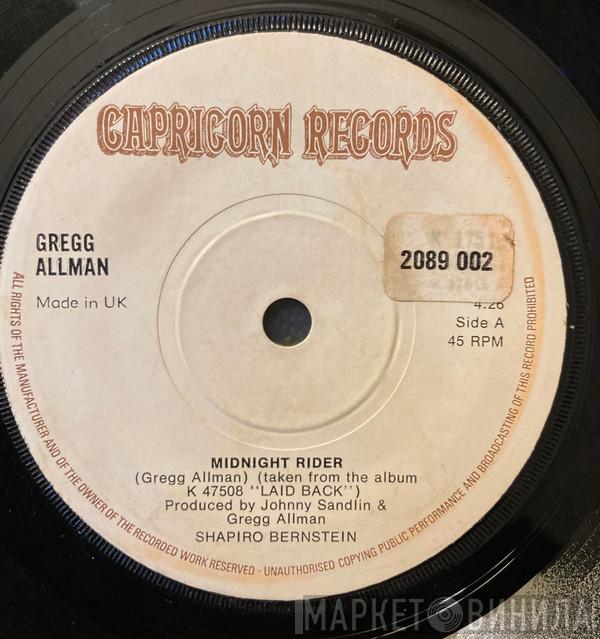 CAPRICORN RECORDS
GREGG
ALLMAN
Made in UK
2089 002
4:26
Side A
45 RPM
MIDNIGHT RIDER
(Gregg Allman) (taken from the album
K 47508 "LAID BACK")
Produced by Johnny Sandlin &
Gregg Allman
SHAPIRO BERNSTEIN
ALL RIGHTS OF THE MANUFACTURER AND OF THE OWNER OF THE RECORDED WORK RESERVED - UNAUTHORISED COPYING PUBLIC PERFORMANCE AND BROADCASTING OF THIS RECORD PROHIBITED
МАРКЕТ ВИНИЛА